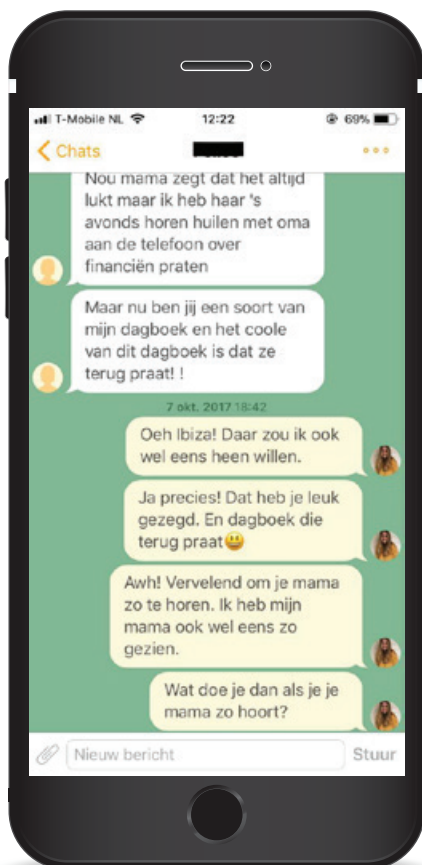 T-Mobile NL 12:22 69%
Chats
Nou mama zegt dat het altijd
lukt maar ik heb haar 's
avonds horen huilen met oma
aan de telefoon over
financiën praten
Maar nu ben jij een soort van
mijn dagboek en het coole
van dit dagboek is dat ze
terug praat! !
7 okt. 2017 18:42
Oeh Ibiza! Daar zou ik ook
wel eens heen willen.
Ja precies! Dat heb je leuk
gezegd. En dagboek die
terug praat😃
Awh! Vervelend om je mama
zo te horen. Ik heb mijn
mama ook wel eens zo
gezien.
Wat doe je dan als je je
mama zo hoort?
Nieuw bericht Stuur